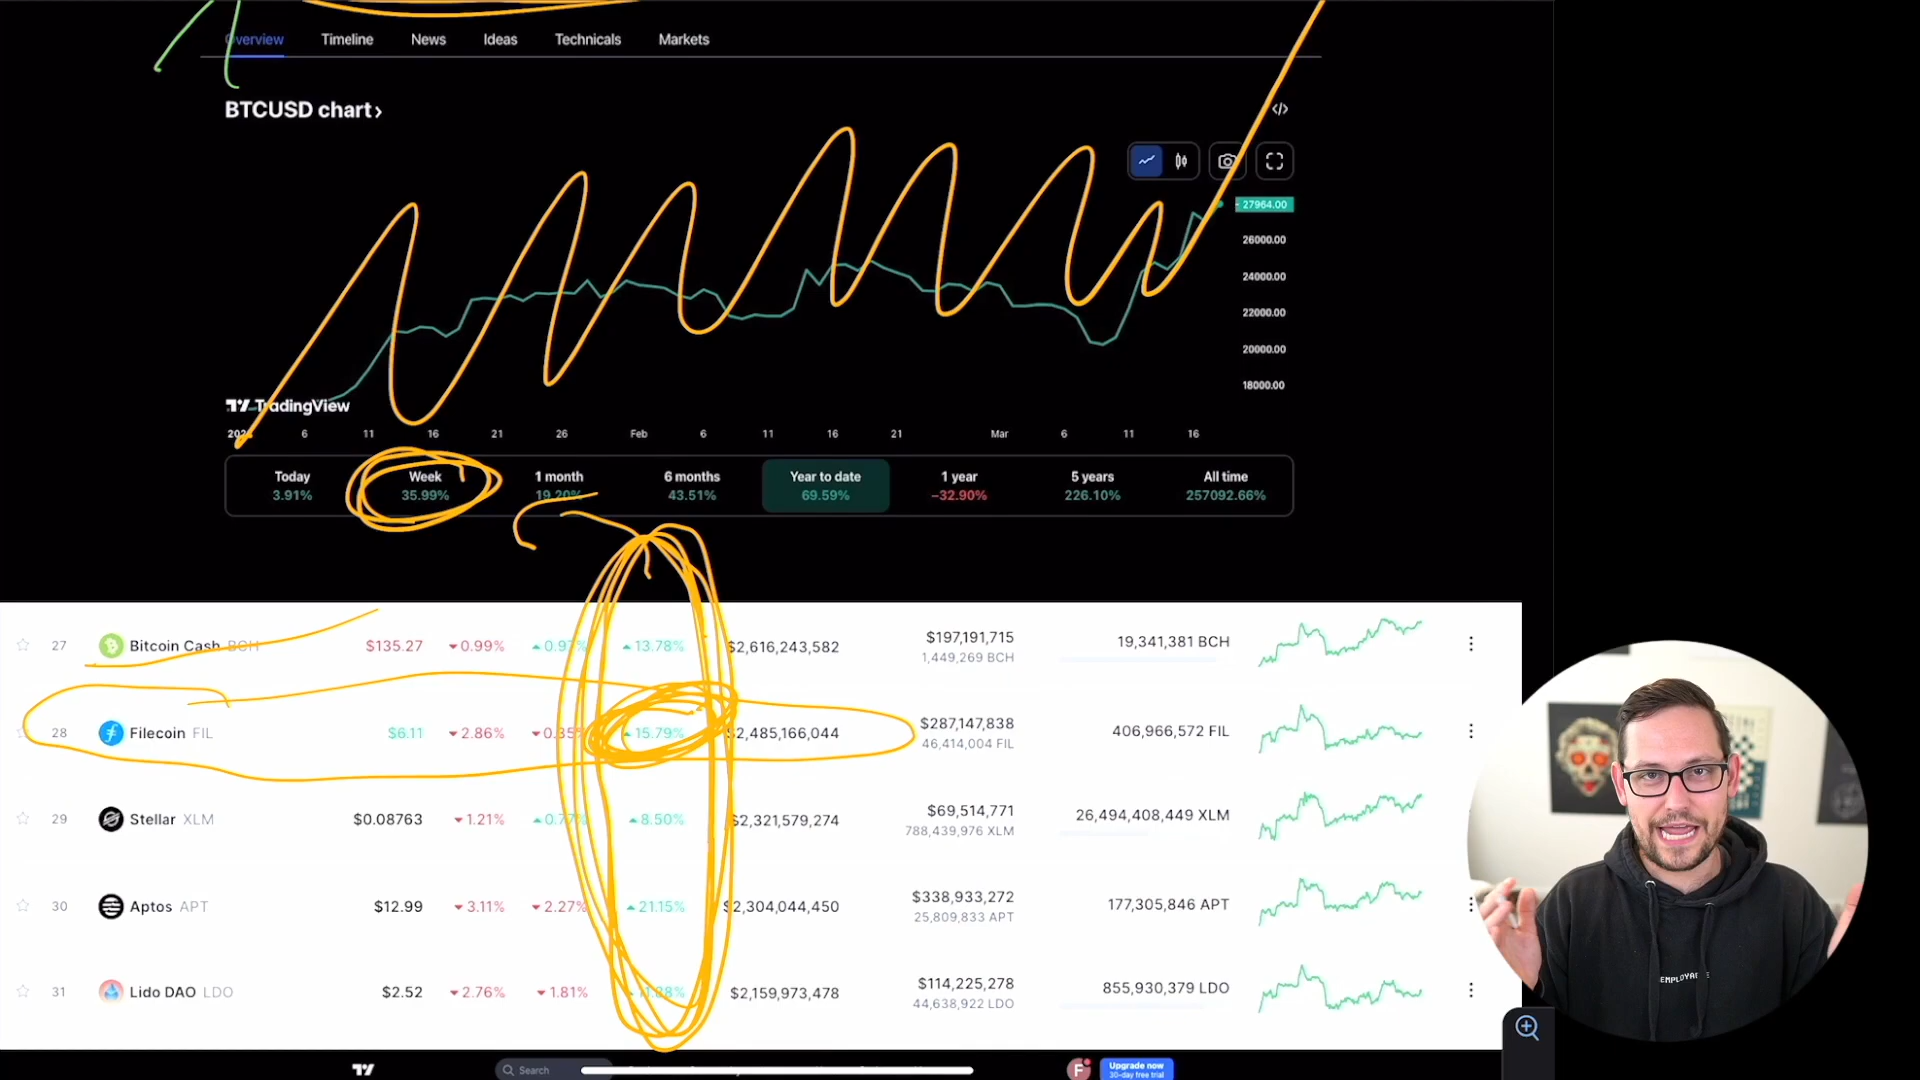 Overview Timeline News Ideas Technicals Markets
BTCUSD chart ›
</>
27964.00
26000.00
24000.00
22000.00
20000.00
18000.00
TradingView
6 11 16 21 26 Feb 6 11 16 21 Mar 6 11 16
Today Week 1 month 6 months Year to date 1 year 5 years All time
3.91% 35.99% 19.20% 43.51% 69.59% −32.90% 226.10% 257092.66%
27 Bitcoin Cash BCH $135.27 0.99% 13.78% $2,616,243,582 $197,191,715 19,341,381 BCH
1,449,269 BCH
28 Filecoin FIL $6.11 2.86% 0.35% 15.79% $2,485,166,044 $287,147,838 406,966,572 FIL
46,414,004 FIL
29 Stellar XLM $0.08763 1.21% 8.50% $2,321,579,274 $69,514,771 26,494,408,449 XLM
788,439,976 XLM
30 Aptos APT $12.99 3.11% 2.27% 21.15% $2,304,044,450 $338,933,272 177,305,846 APT
25,809,833 APT
31 Lido DAO LDO $2.52 2.76% 1.81% $2,159,973,478 $114,225,278 855,930,379 LDO
44,638,922 LDO
Search F Upgrade now
30-day free trial